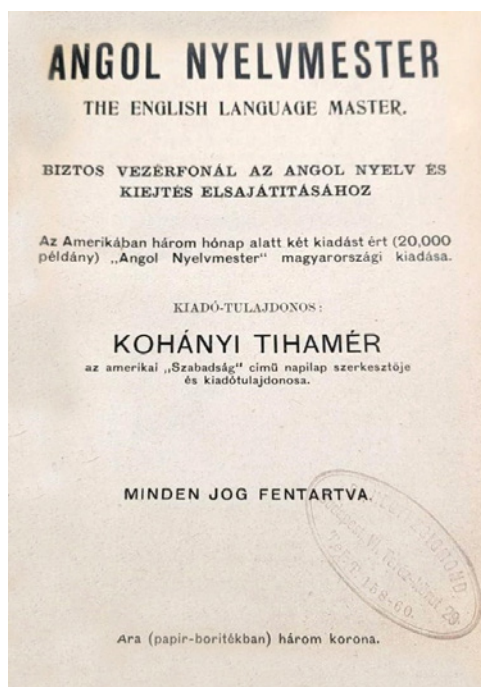 ANGOL NYELVMESTER
THE ENGLISH LANGUAGE MASTER.
BIZTOS VEZÉRFONÁL AZ ANGOL NYELV ÉS
KIEJTÉS ELSAJÁTITÁSÁHOZ
Az Amerikában három hónap alatt két kiadást ért (20,000
példány) „Angol Nyelvmester“ magyarországi kiadása.
KIADÓ-TULAJDONOS:
KOHÁNYI TIHAMÉR
az amerikai „Szabadság“ cimű napilap szerkesztője
és kiadótulajdonosa.
MINDEN JOG FENTARTVA.
Ara (papir-boritékban) három korona.